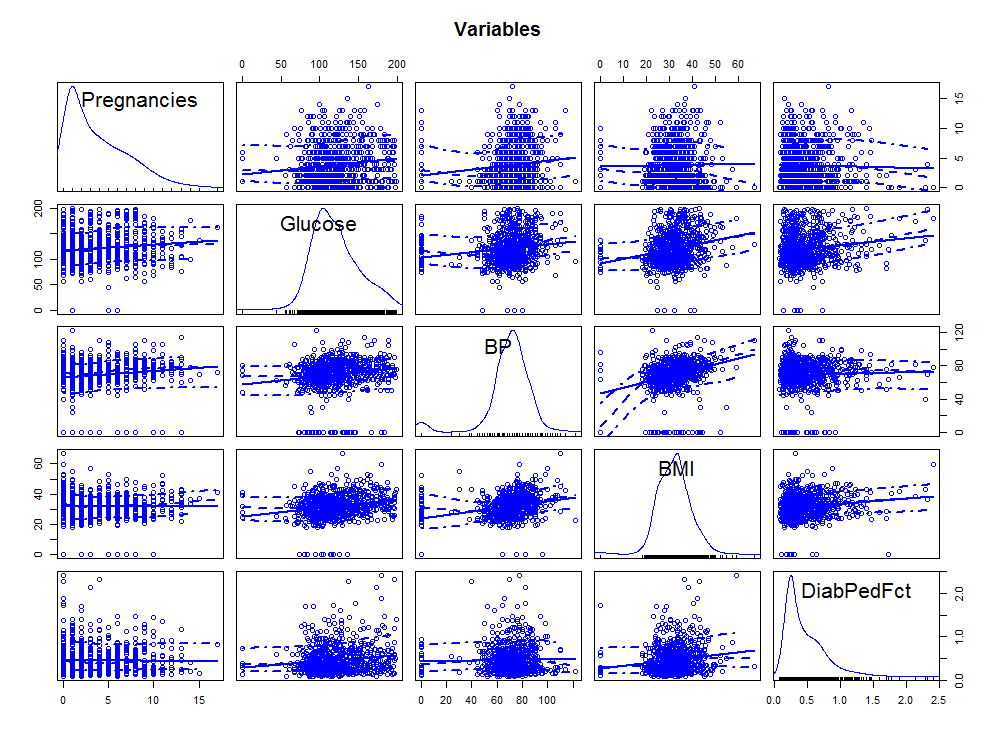 Variables
0 50 100 150 200
0 10 20 30 40 50 60
Pregnancies
0 5 10 15
0 50 100 200
Glucose
BP
0 40 80 120
0 20 40 60
BMI
DiabPedFct
0.0 1.0 2.0
0 5 10 15
0 20 40 60 80 100
0.0 0.5 1.0 1.5 2.0 2.5